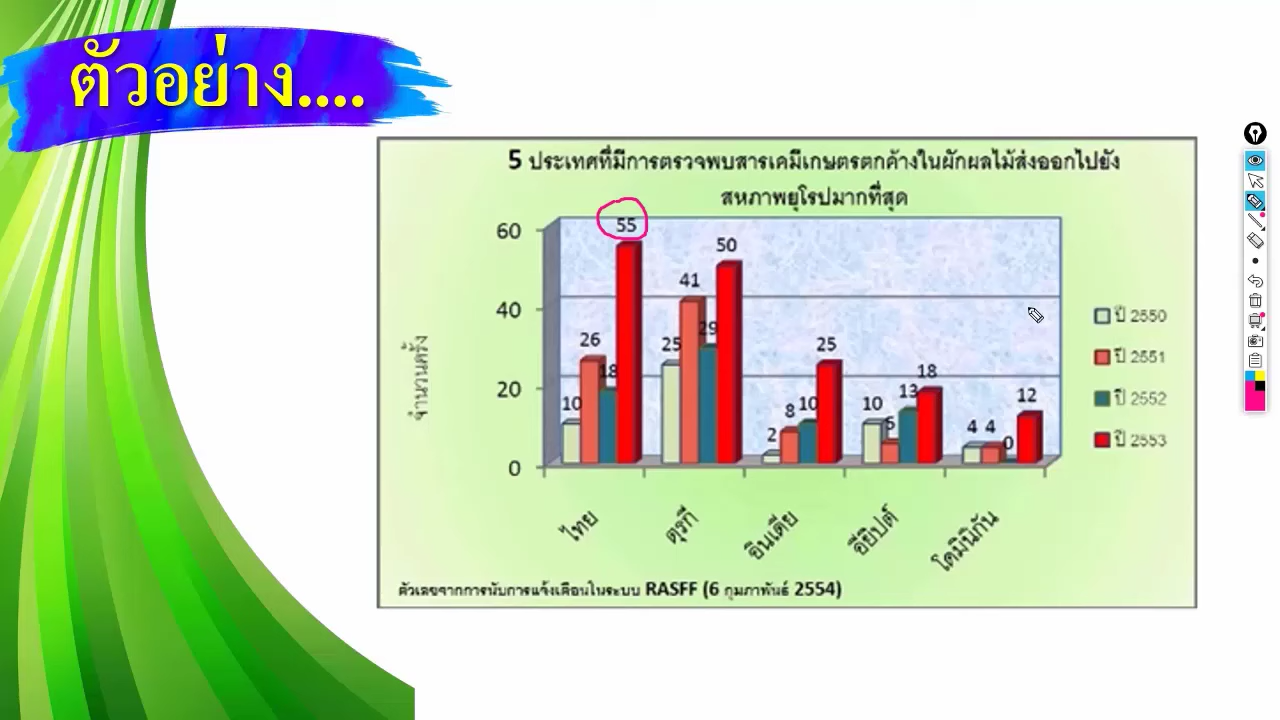 ตัวอย่าง....
5 ประเทศที่มีการตรวจพบสารเคมีเกษตรตกค้างในผักผลไม้ส่งออกไปยัง
สหภาพยุโรปมากที่สุด
จำนวนครั้ง
60
40
20
0
10 26 18 55
25 41 29 50
2 8 10 25
10 6 13 18
4 4 0 12
ไทย
ตุรกี
อินเดีย
อียิปต์
โดมินิกัน
ปี 2550
ปี 2551
ปี 2552
ปี 2553
ตัวเลขจากการนับการแจ้งเตือนในระบบ RASFF (6 กุมภาพันธ์ 2554)